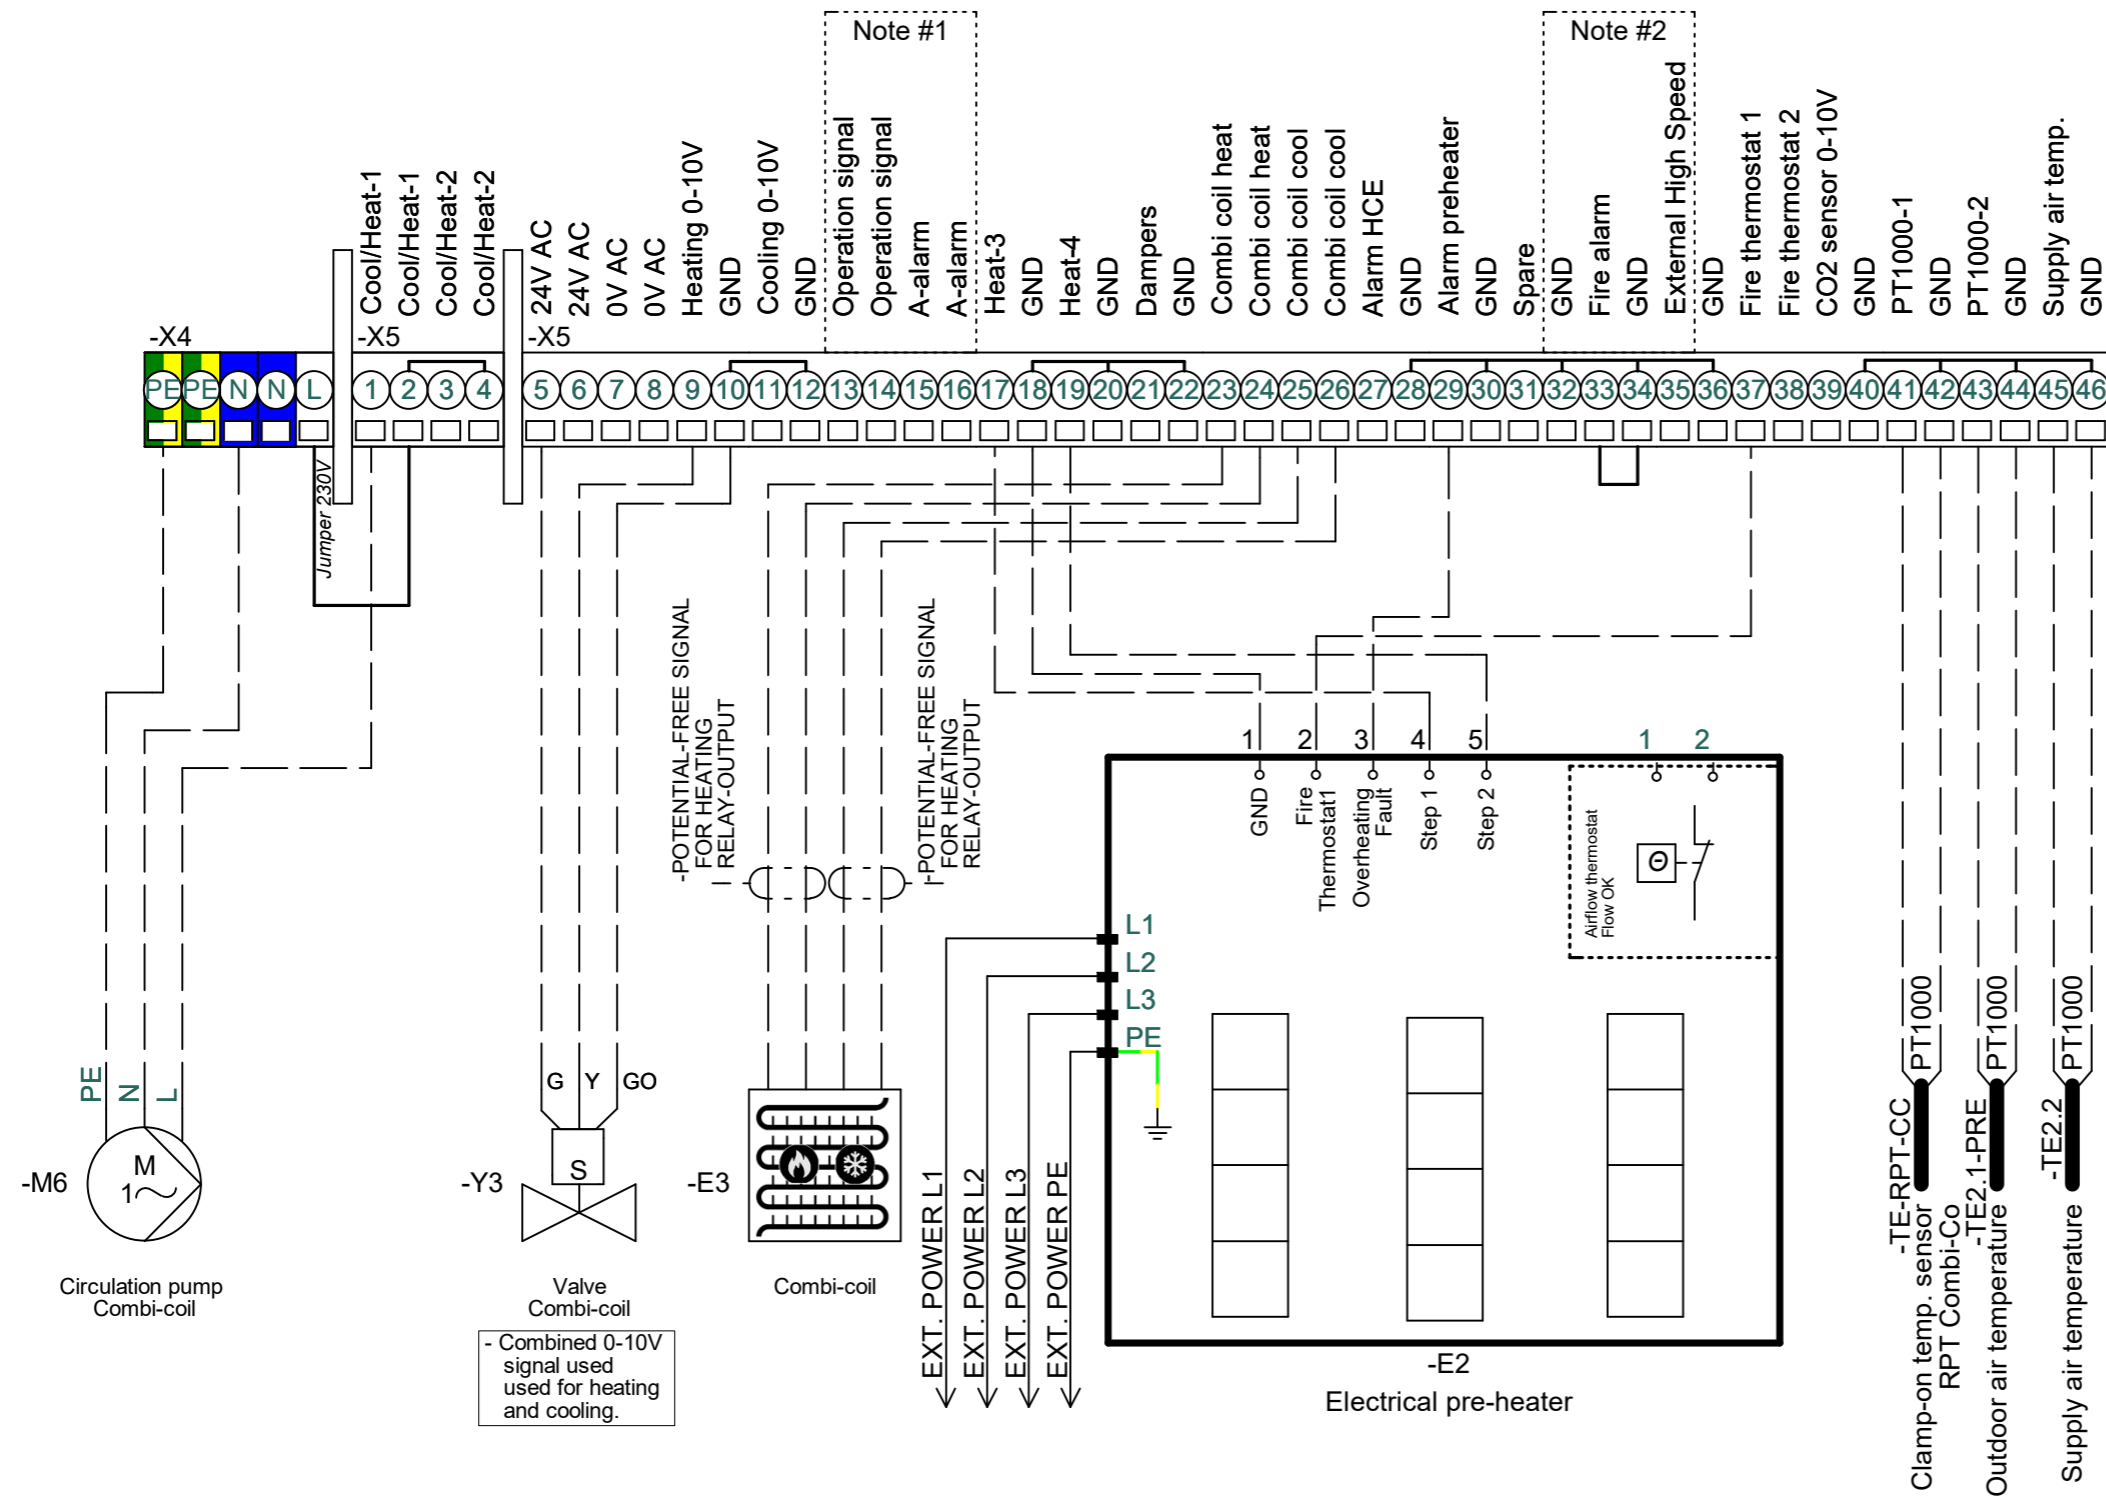 Note #1
Note #2
Cool/Heat-1
Cool/Heat-1
Cool/Heat-2
Cool/Heat-2
24V AC
24V AC
0V AC
0V AC
Heating 0-10V
GND
Cooling 0-10V
GND
Operation signal
Operation signal
A-alarm
A-alarm
Heat-3
GND
Heat-4
GND
Dampers
GND
Combi coil heat
Combi coil heat
Combi coil cool
Combi coil cool
Alarm HCE
GND
Alarm preheater
GND
Spare
GND
Fire alarm
GND
External High Speed
GND
Fire thermostat 1
Fire thermostat 2
CO2 sensor 0-10V
GND
PT1000-1
GND
PT1000-2
GND
Supply air temp.
GND
-X4
-X5
-X5
PE PE N N L 1 2 3 4 5 6 7 8 9 10 11 12 13 14 15 16 17 18 19 20 21 22 23 24 25 26 27 28 29 30 31 32 33 34 35 36 37 38 39 40 41 42 43 44 45 46
Jumper 230V
-POTENTIAL-FREE SIGNAL
FOR HEATING
RELAY-OUTPUT
-POTENTIAL-FREE SIGNAL
FOR HEATING
RELAY-OUTPUT
1 2 3 4 5
1 2
GND
Fire
Thermostat1
Overheating
Fault
Step 1
Step 2
Airflow thermostat
Flow OK
Θ
L1
L2
L3
PE
PE
N
L
M
1
-M6
Circulation pump
Combi-coil
G Y GO
S
-Y3
Valve
Combi-coil
- Combined 0-10V
signal used
used for heating
and cooling.
-E3
Combi-coil
EXT. POWER L1
EXT. POWER L2
EXT. POWER L3
EXT. POWER PE
-E2
Electrical pre-heater
PT1000
-TE-RPT-CC
Clamp-on temp. sensor
RPT Combi-Co
PT1000
-TE2.1-PRE
Outdoor air temperature
PT1000
-TE2.2
Supply air temperature